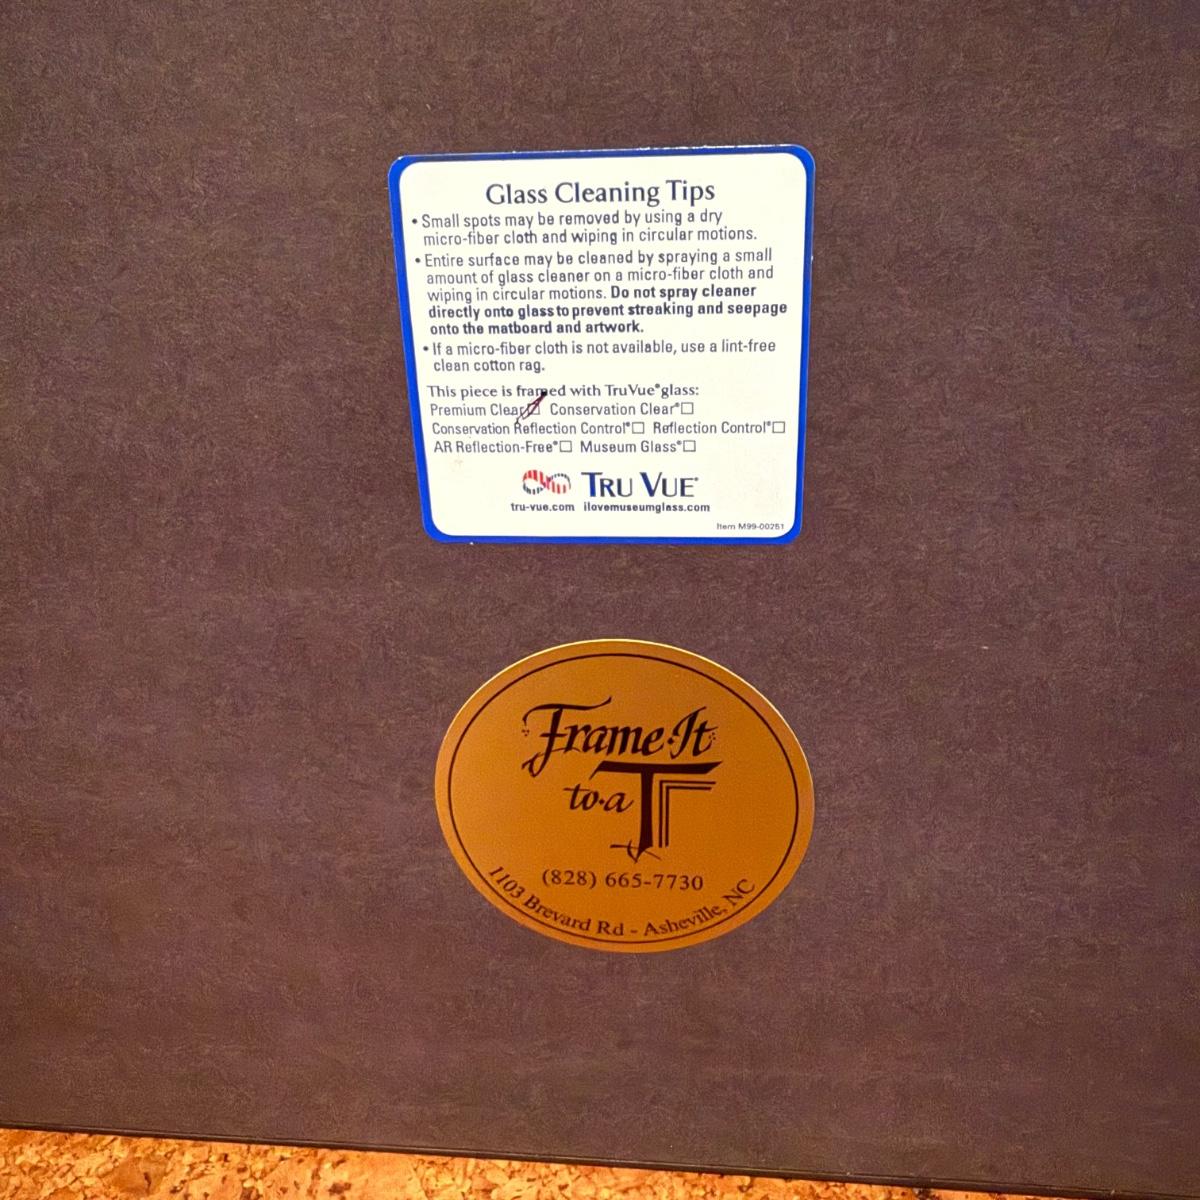 Glass Cleaning Tips
• Small spots may be removed by using a dry
micro-fiber cloth and wiping in circular motions.
• Entire surface may be cleaned by spraying a small
amount of glass cleaner on a micro-fiber cloth and
wiping in circular motions. Do not spray cleaner
directly onto glass to prevent streaking and seepage
onto the matboard and artwork.
• If a micro-fiber cloth is not available, use a lint-free
clean cotton rag.
This piece is framed with TruVue® glass:
Premium Clear☑ Conservation Clear®☐
Conservation Reflection Control®☐ Reflection Control®☐
AR Reflection-Free®☐ Museum Glass®☐
TRU VUE®
tru-vue.com ilovemuseumglass.com
Item M99-00251
Frame·It
to·a T
(828) 665-7730
1103 Brevard Rd - Asheville, NC